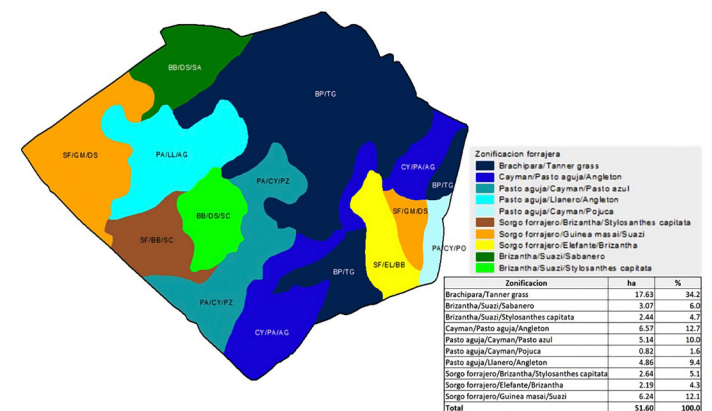 BB/DS/SA
BP/TG
SF/GM/DS
PA/LL/AG
CY/PA/AG
PA/CY/PZ
BP/TG
BB/DS/SC
SF/GM/DS
SF/BB/SC
PA/CY/PO
SF/EL/BB
BP/TG
PA/CY/PZ
CY/PA/AG
Zonificacion forrajera
Brachipara/Tanner grass
Cayman/Pasto aguja/Angleton
Pasto aguja/Cayman/Pasto azul
Pasto aguja/Llanero/Angleton
Pasto aguja/Cayman/Pojuca
Sorgo forrajero/Brizantha/Stylosanthes capitata
Sorgo forrajero/Guinea masai/Suazi
Sorgo forrajero/Elefante/Brizantha
Brizantha/Suazi/Sabanero
Brizantha/Suazi/Stylosanthes capitata
Zonificacion ha %
Brachipara/Tanner grass 17.63 34.2
Brizantha/Suazi/Sabanero 3.07 6.0
Brizantha/Suazi/Stylosanthes capitata 2.44 4.7
Cayman/Pasto aguja/Angleton 6.57 12.7
Pasto aguja/Cayman/Pasto azul 5.14 10.0
Pasto aguja/Cayman/Pojuca 0.82 1.6
Pasto aguja/Llanero/Angleton 4.86 9.4
Sorgo forrajero/Brizantha/Stylosanthes capitata 2.64 5.1
Sorgo forrajero/Elefante/Brizantha 2.19 4.3
Sorgo forrajero/Guinea masai/Suazi 6.24 12.1
Total 51.60 100.0